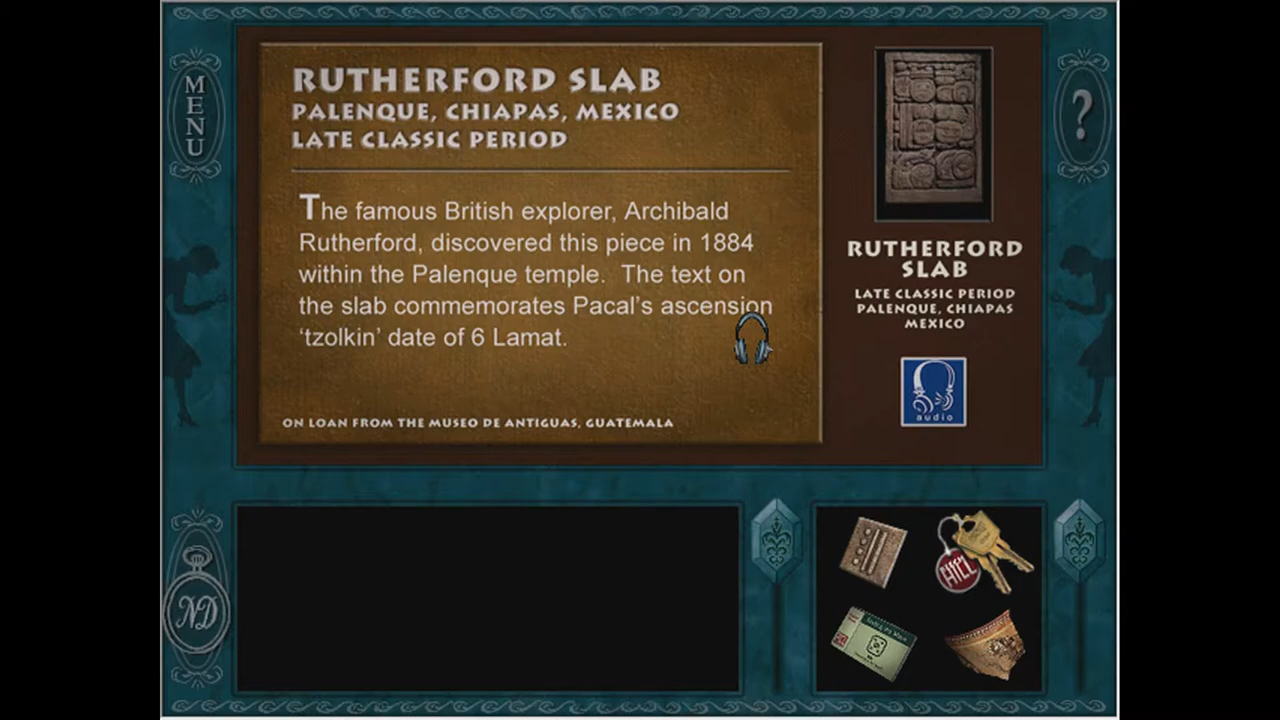 MENU
RUTHERFORD SLAB
PALENQUE, CHIAPAS, MEXICO
LATE CLASSIC PERIOD
The famous British explorer, Archibald
Rutherford, discovered this piece in 1884
within the Palenque temple. The text on
the slab commemorates Pacal's ascension
'tzolkin' date of 6 Lamat.
ON LOAN FROM THE MUSEO DE ANTIGUAS, GUATEMALA
?
RUTHERFORD
SLAB
LATE CLASSIC PERIOD
PALENQUE, CHIAPAS
MEXICO
audio
ND